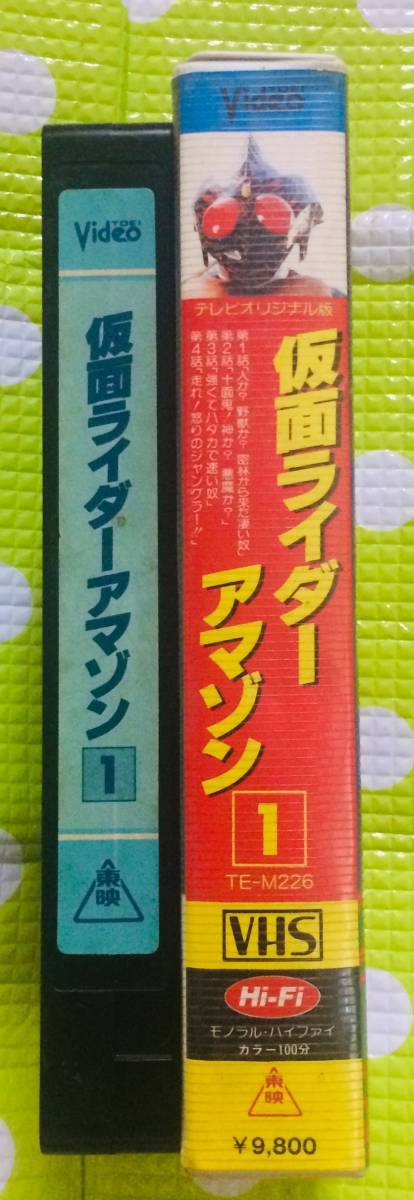 TOEI
Video
仮面ライダーアマゾン
1
東映
TOEI
Video
テレビオリジナル版
第1話「人か?野獣か?密林から来た凄い奴」
第2話「十面鬼!神か?悪魔か?」
第3話「強くてハダカで速い奴」
第4話「走れ!怒りのジャングラー!!」
仮面ライダー
アマゾン
1
TE-M226
VHS
Hi-Fi
モノラル・ハイファイ
カラー100分
東映
¥9,800